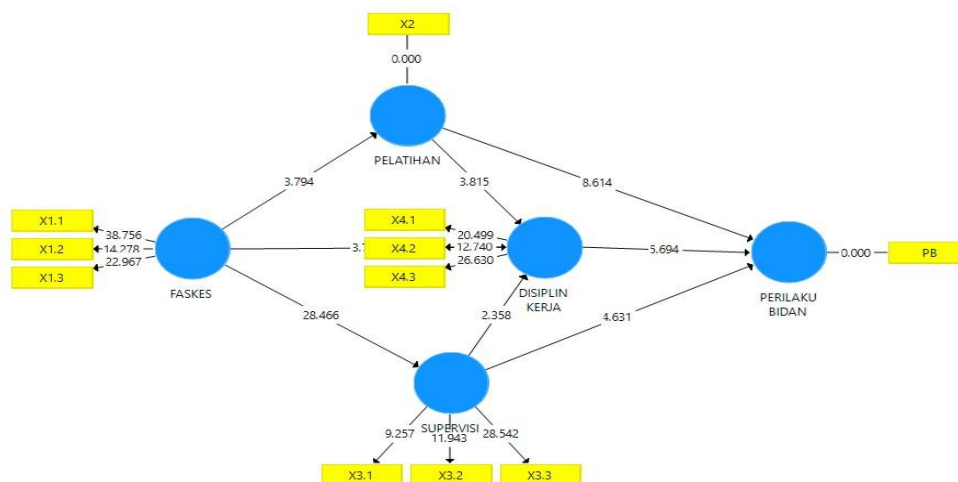 X2
0.000
PELATIHAN
3.794
3.815
8.614
X1.1
38.756
X1.2
14.278
X1.3
22.967
FASKES
X4.1
20.499
X4.2
12.740
X4.3
26.630
DISIPLIN
KERJA
PERILAKU
BIDAN
0.000
PB
28.466
2.358
4.631
SUPERVISI
9.257
11.943
28.542
X3.1
X3.2
X3.3